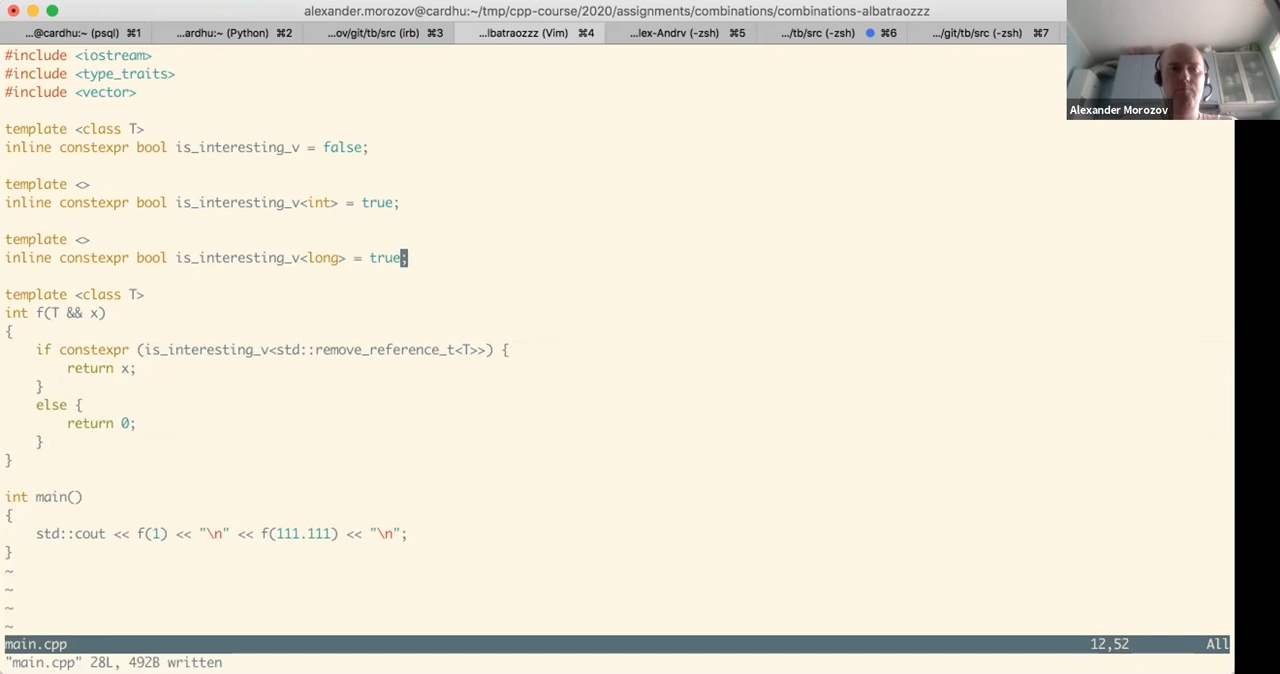 alexander.morozov@cardhu:~/tmp/cpp-course/2020/assignments/combinations/combinations-albatraozzz
...@cardhu:~ (psql) ⌘1 ...ardhu:~ (Python) ⌘2 ...ov/git/tb/src (irb) ⌘3 ...lbatraozzz (Vim) ⌘4 ...lex-Andrv (-zsh) ⌘5 .../tb/src (-zsh) ⌘6 .../git/tb/src (-zsh) ⌘7
Alexander Morozov
#include <iostream>
#include <type_traits>
#include <vector>
template <class T>
inline constexpr bool is_interesting_v = false;
template <>
inline constexpr bool is_interesting_v<int> = true;
template <>
inline constexpr bool is_interesting_v<long> = true;
template <class T>
int f(T && x)
{
    if constexpr (is_interesting_v<std::remove_reference_t<T>>) {
        return x;
    }
    else {
        return 0;
    }
}
int main()
{
    std::cout << f(1) << "\n" << f(111.111) << "\n";
}
~
~
~
~
main.cpp 12,52 All
"main.cpp" 28L, 492B written